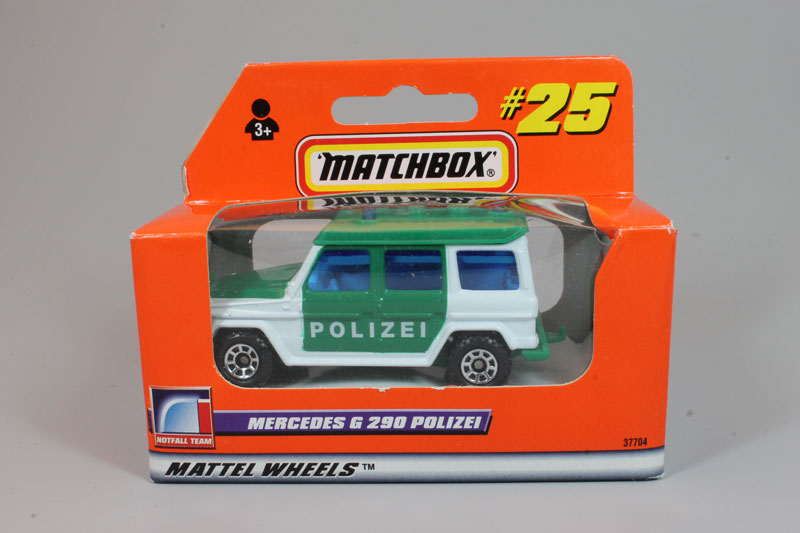 #25
3+
MATCHBOX®
POLIZEI
MERCEDES G 290 POLIZEI
NOTFALL TEAM
37704
MATTEL WHEELS™